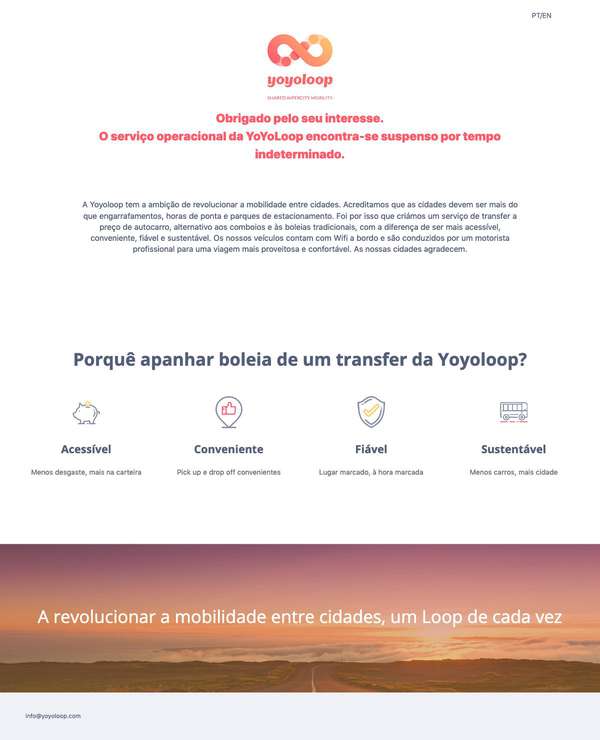 PT/EN
yoyoloop
SHARED INTERCITY MOBILITY
Obrigado pelo seu interesse.
O serviço operacional da YoYoLoop encontra-se suspenso por tempo
indeterminado.
A Yoyoloop tem a ambição de revolucionar a mobilidade entre cidades. Acreditamos que as cidades devem ser mais do
que engarrafamentos, horas de ponta e parques de estacionamento. Foi por isso que criámos um serviço de transfer a
preço de autocarro, alternativo aos comboios e às boleias tradicionais, com a diferença de ser mais acessível,
conveniente, fiável e sustentável. Os nossos veículos contam com Wifi a bordo e são conduzidos por um motorista
profissional para uma viagem mais proveitosa e confortável. As nossas cidades agradecem.
Porquê apanhar boleia de um transfer da Yoyoloop?
Acessível
Conveniente
Fiável
Sustentável
Menos desgaste, mais na carteira
Pick up e drop off convenientes
Lugar marcado, à hora marcada
Menos carros, mais cidade
A revolucionar a mobilidade entre cidades, um Loop de cada vez
info@yoyoloop.com